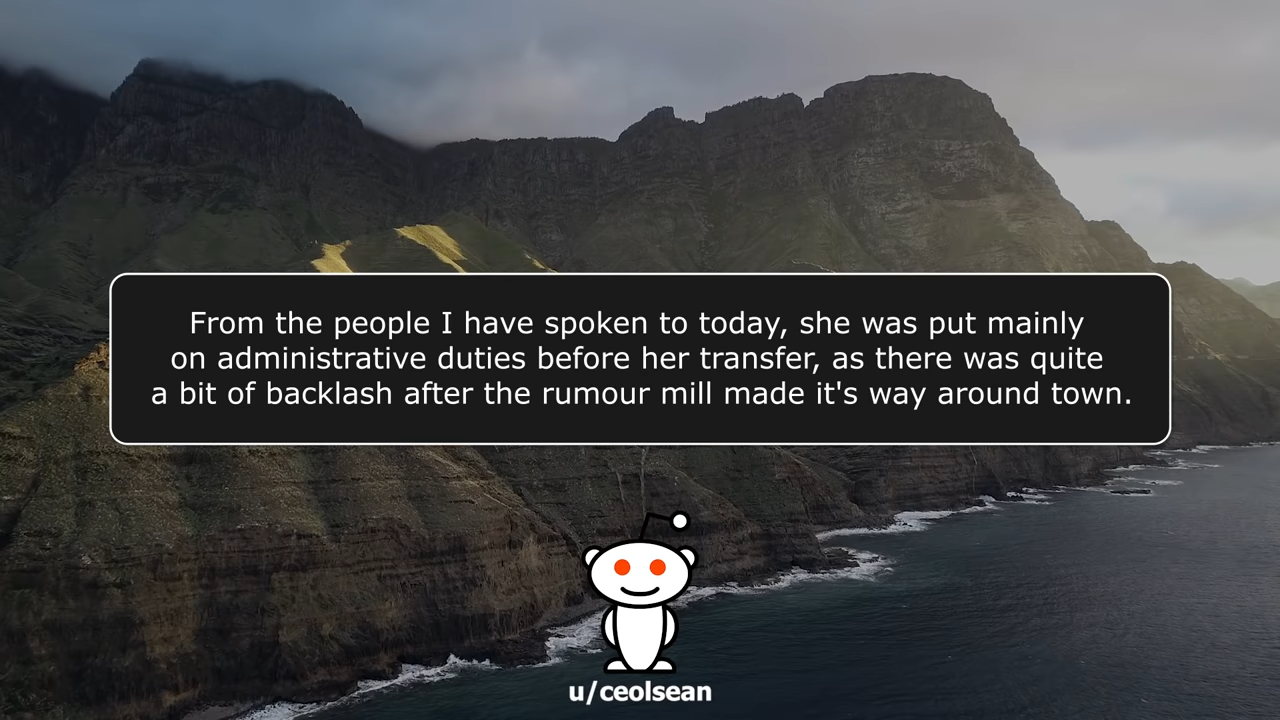 From the people I have spoken to today, she was put mainly
on administrative duties before her transfer, as there was quite
a bit of backlash after the rumour mill made it's way around town.
u/ceolsean